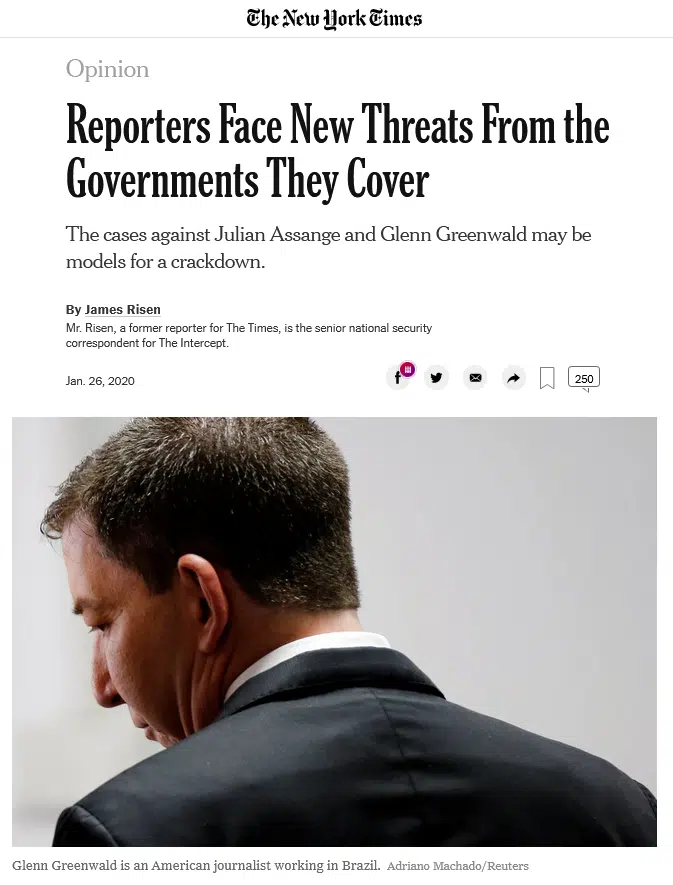 The New York Times
Opinion
Reporters Face New Threats From the
Governments They Cover
The cases against Julian Assange and Glenn Greenwald may be
models for a crackdown.
By James Risen
Mr. Risen, a former reporter for The Times, is the senior national security
correspondent for The Intercept.
Jan. 26, 2020
250
Glenn Greenwald is an American journalist working in Brazil. Adriano Machado/Reuters